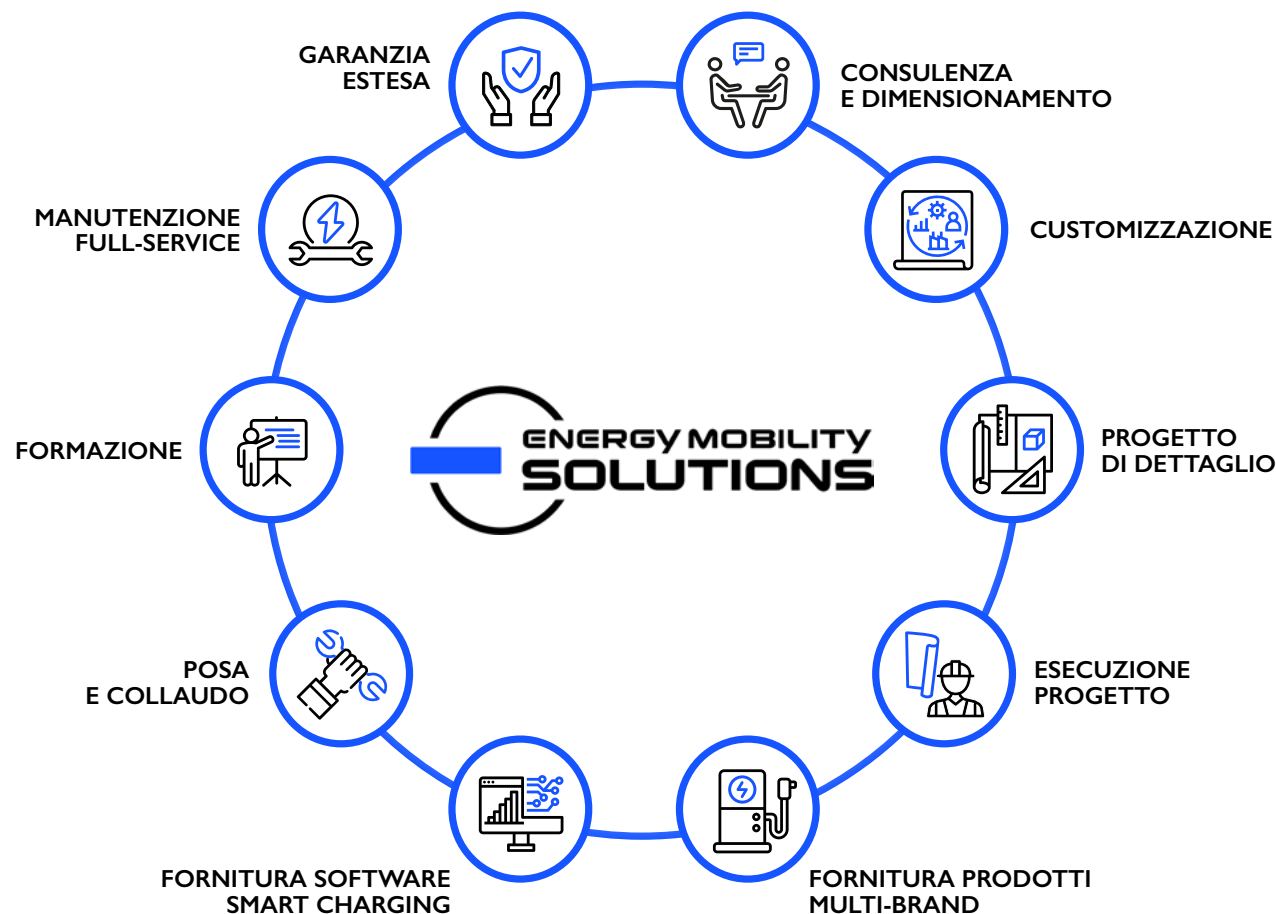 GARANZIA
ESTESA
CONSULENZA
E DIMENSIONAMENTO
MANUTENZIONE
FULL-SERVICE
CUSTOMIZZAZIONE
FORMAZIONE
ENERGY MOBILITY
SOLUTIONS
PROGETTO
DI DETTAGLIO
POSA
E COLLAUDO
ESECUZIONE
PROGETTO
FORNITURA SOFTWARE
SMART CHARGING
FORNITURA PRODOTTI
MULTI-BRAND